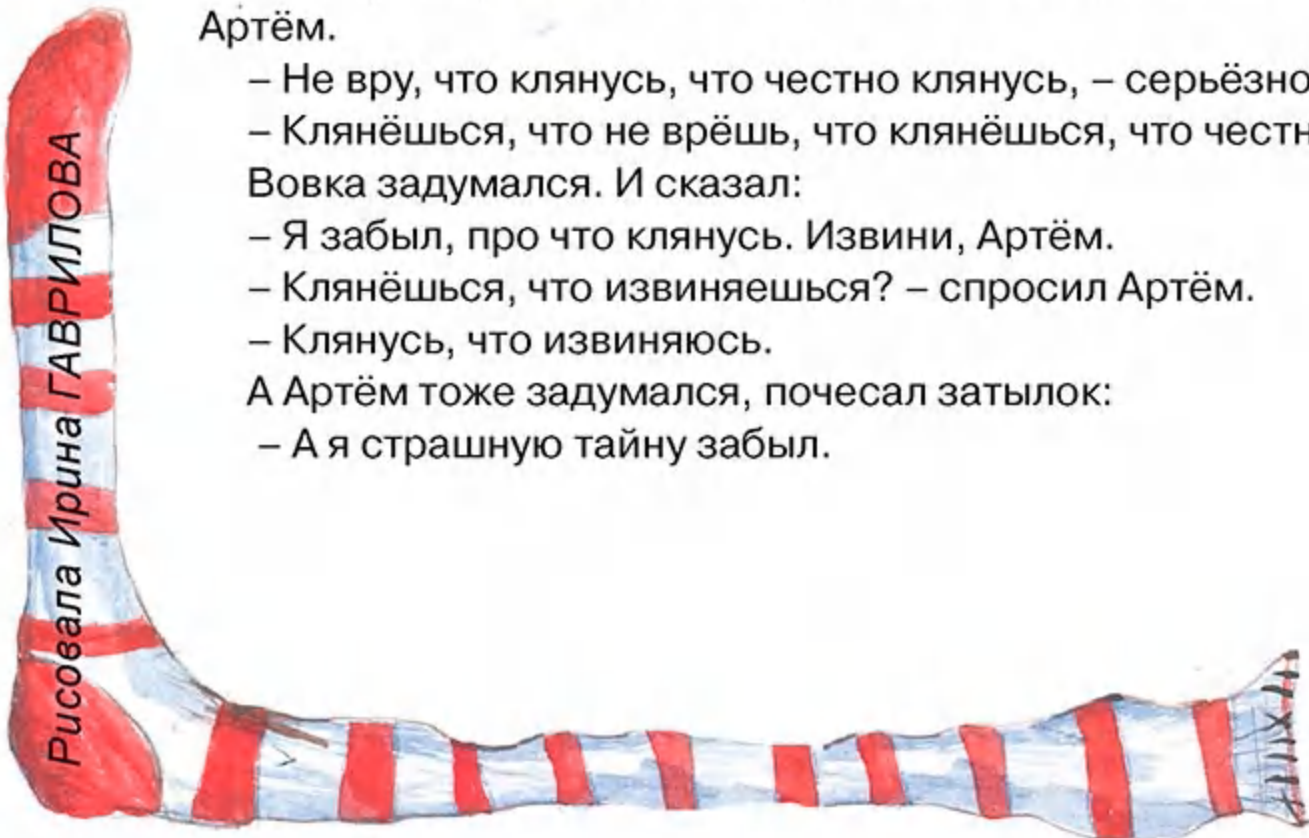 Артём.
– Не вру, что клянусь, что честно клянусь, – серьёзно
– Клянёшься, что не врёшь, что клянёшься, что
Вовка задумался. И сказал:
– Я забыл, про что клянусь. Извини, Артём.
– Клянёшься, что извиняешься? – спросил Артём.
– Клянусь, что извиняюсь.
А Артём тоже задумался, почесал затылок:
– А я страшную тайну забыл.
Рисовала Ирина ГАВРИЛОВА